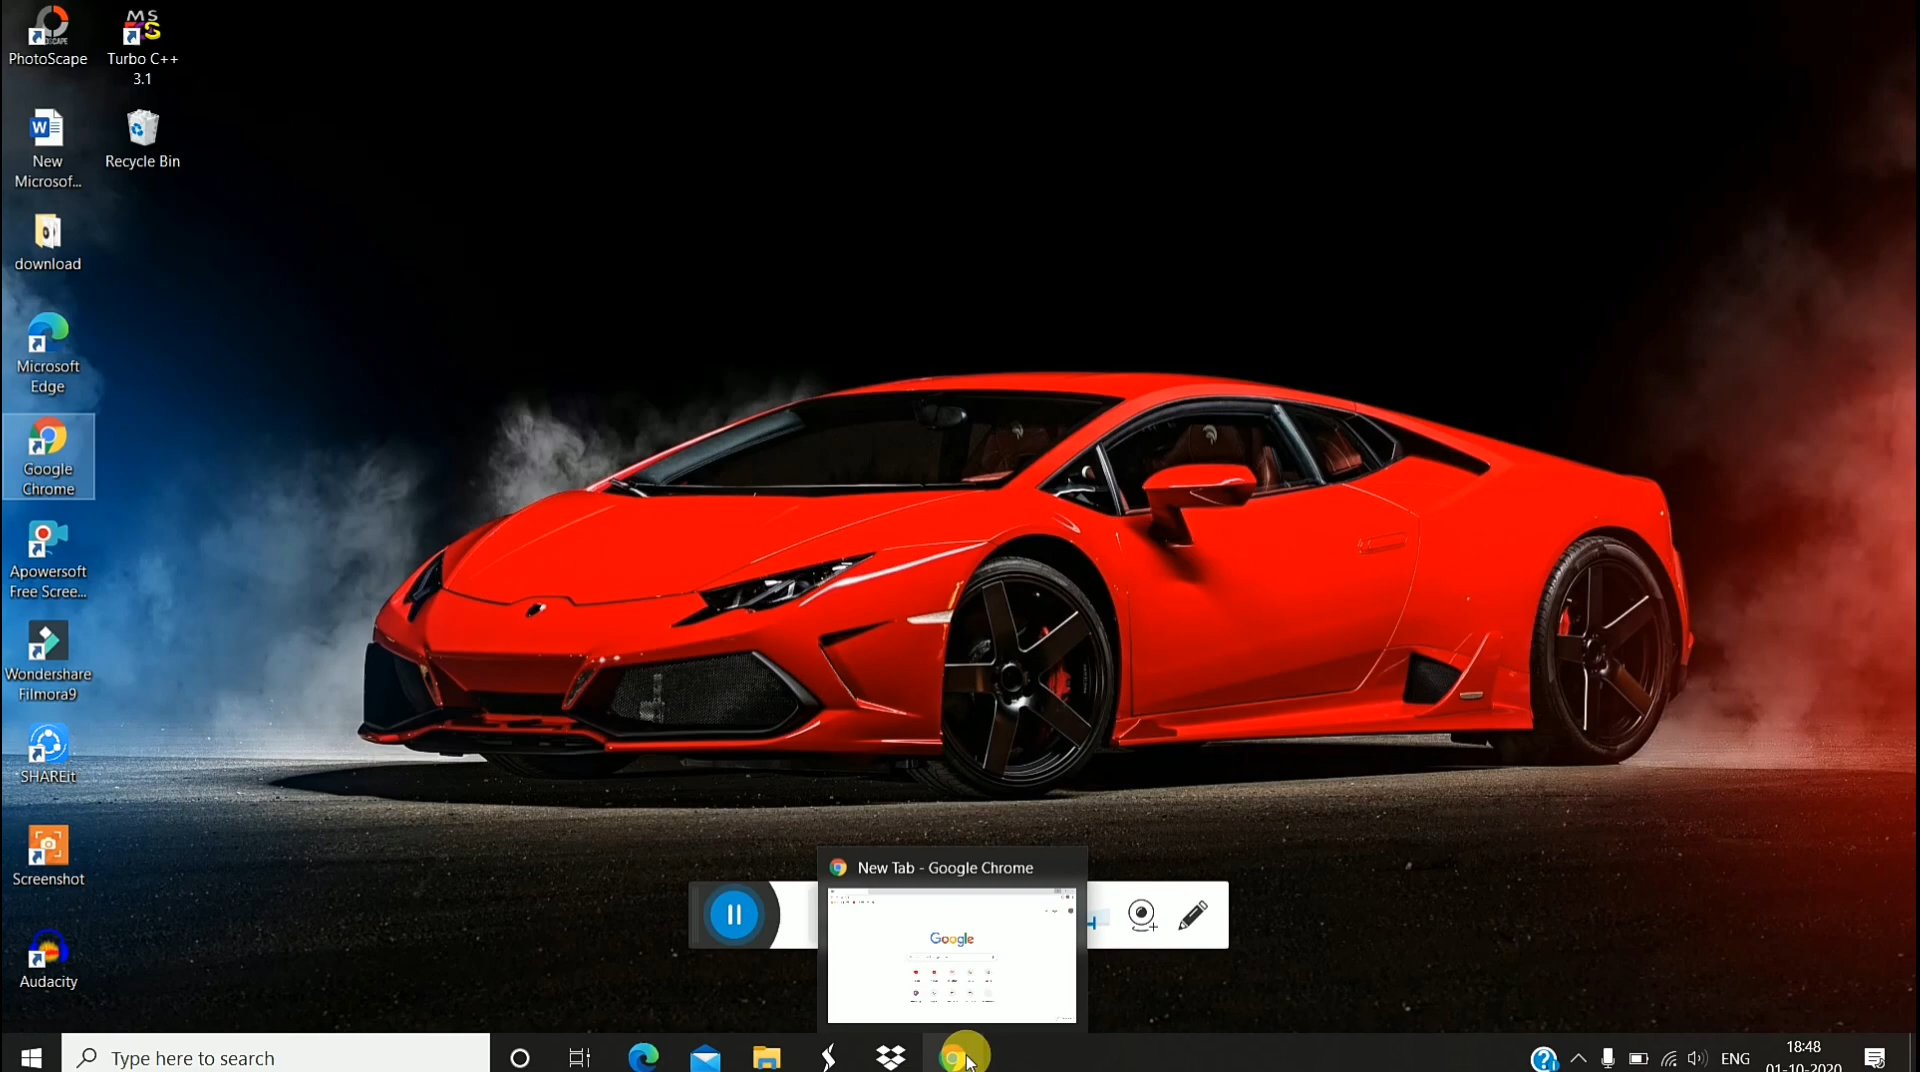 PhotoScape
MS
S
Turbo C++
3.1
New
Microsof...
Recycle Bin
download
Microsoft
Edge
Google
Chrome
Apowersoft
Free Scree...
Wondershare
Filmora9
SHAREit
Screenshot
Audacity
New Tab - Google Chrome
Google
Type here to search
ENG
18:48
01-10-2020